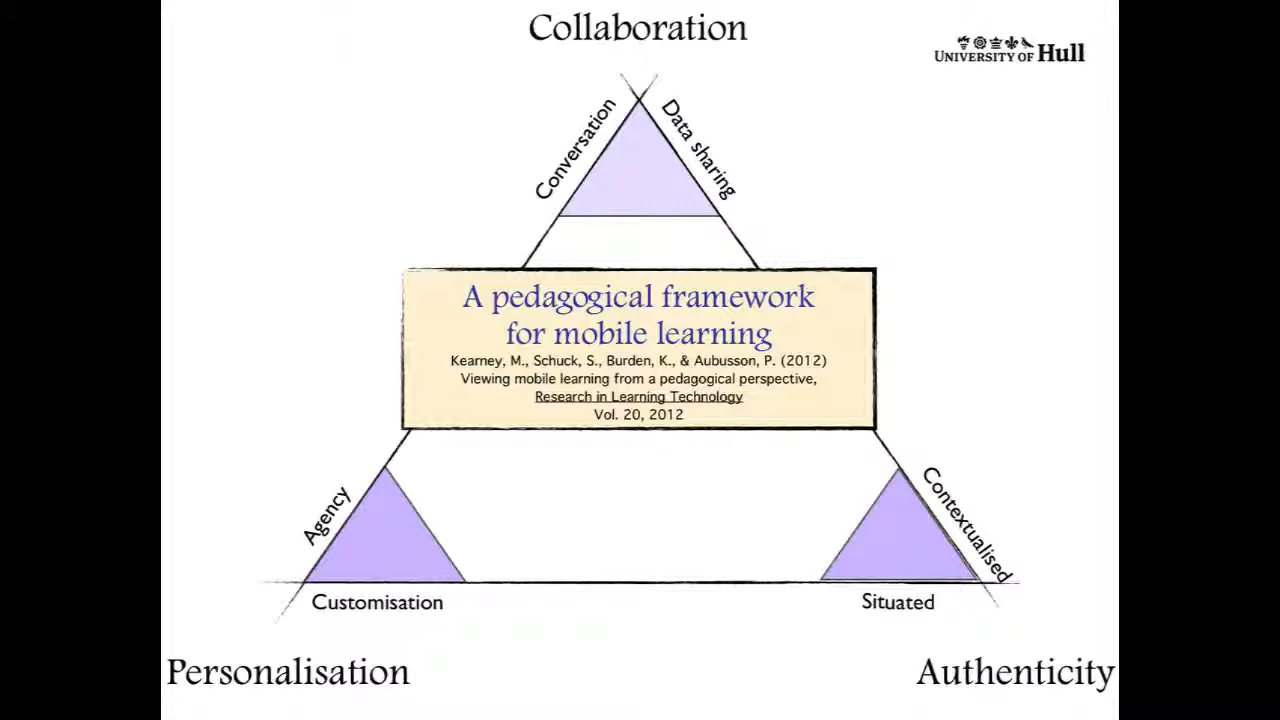 Collaboration
UNIVERSITY OF Hull
Conversation
Data sharing
A pedagogical framework
for mobile learning
Kearney, M., Schuck, S., Burden, K., & Aubusson, P. (2012)
Viewing mobile learning from a pedagogical perspective,
Research in Learning Technology
Vol. 20, 2012
Agency
Contextualised
Customisation
Situated
Personalisation
Authenticity